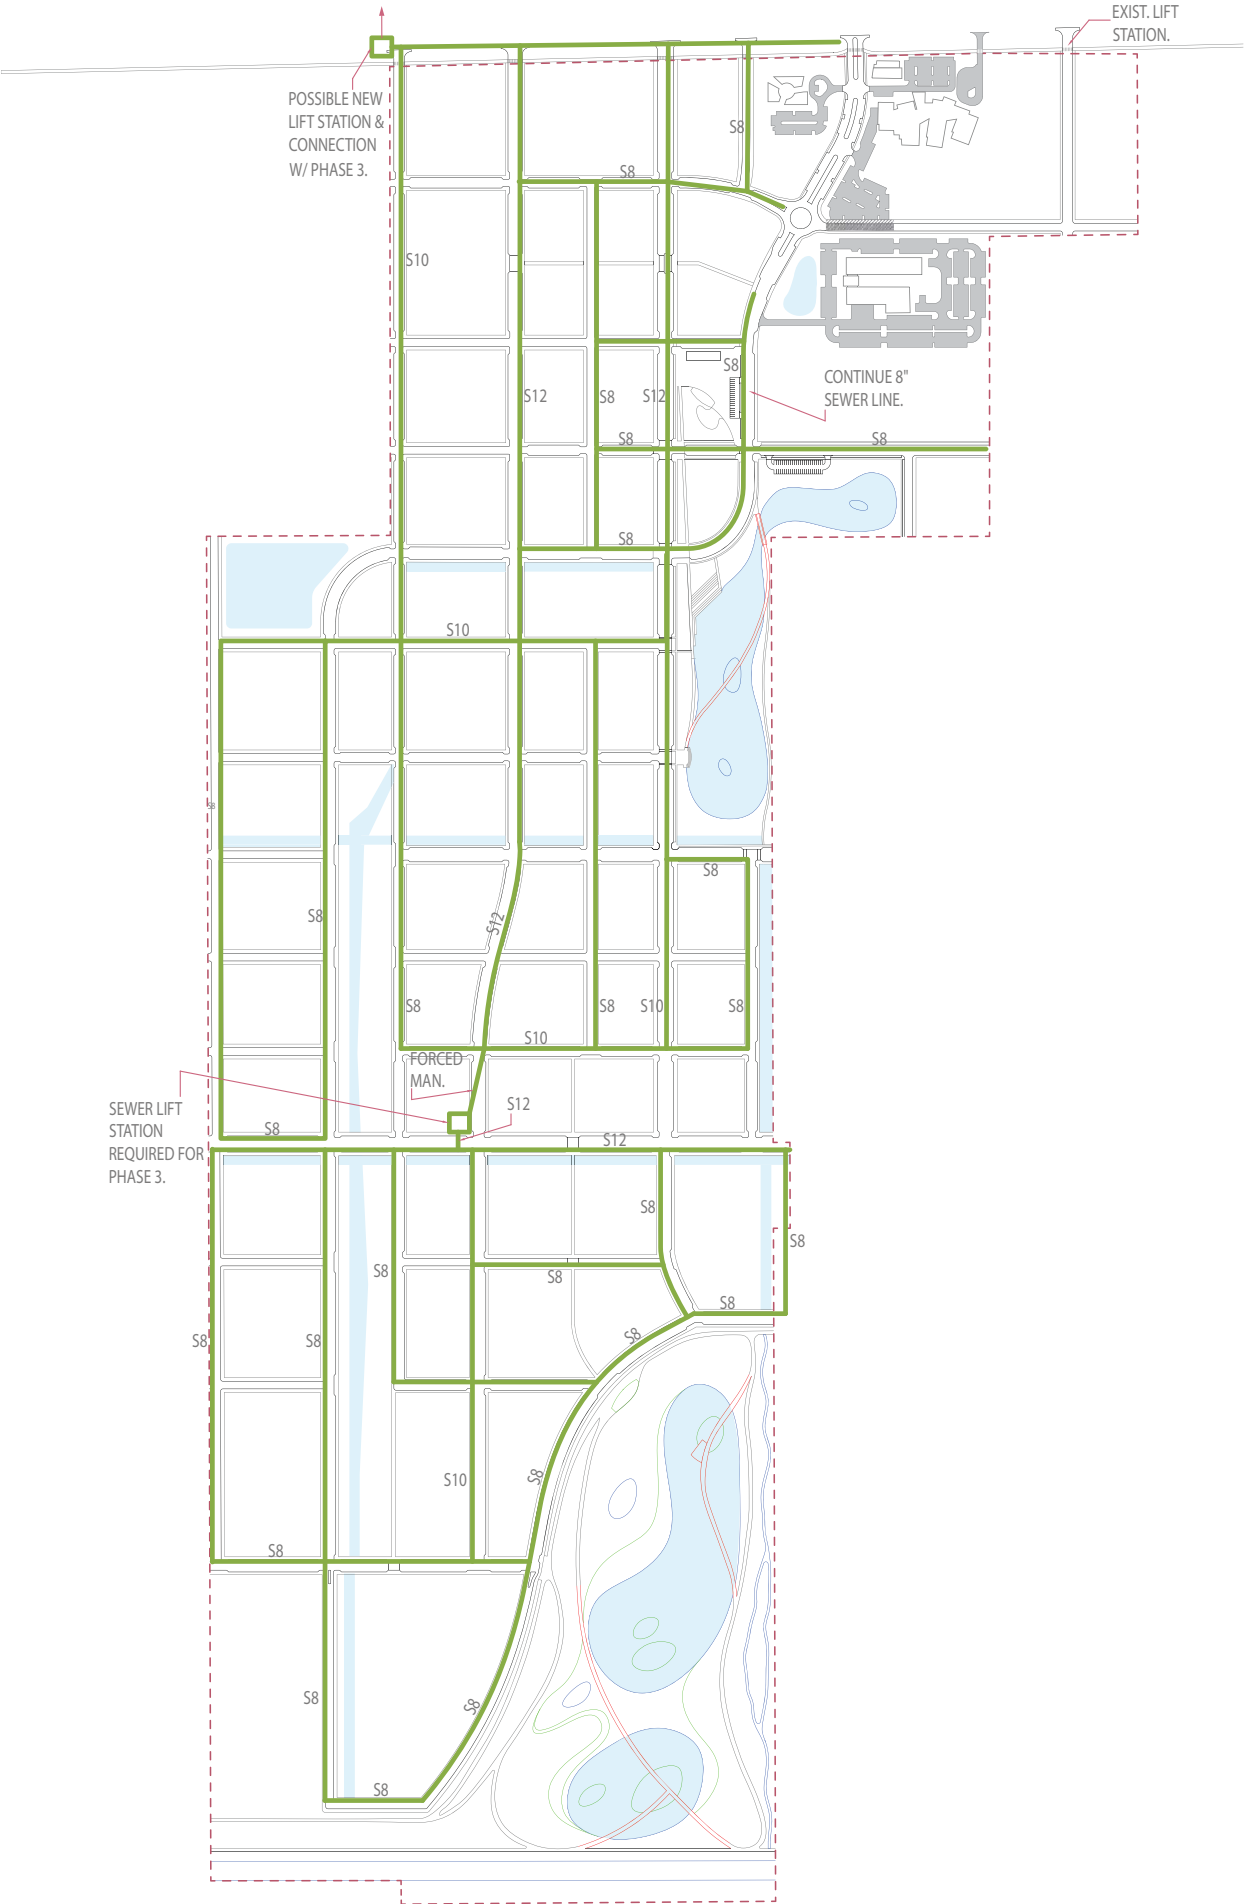 EXIST. LIFT
STATION.
POSSIBLE NEW
LIFT STATION &
CONNECTION
W/ PHASE 3.
S8
S8
S10
S8
CONTINUE 8"
SEWER LINE.
S12
S8
S12
S8
S8
S8
S10
S8
S8
S8
S12
S8
S8
S10
S8
S10
FORCED
MAN.
S12
SEWER LIFT
STATION
REQUIRED FOR
PHASE 3.
S8
S12
S8
S8
S8
S8
S8
S8
S8
S8
S10
S8
S8
S8
S8
S8